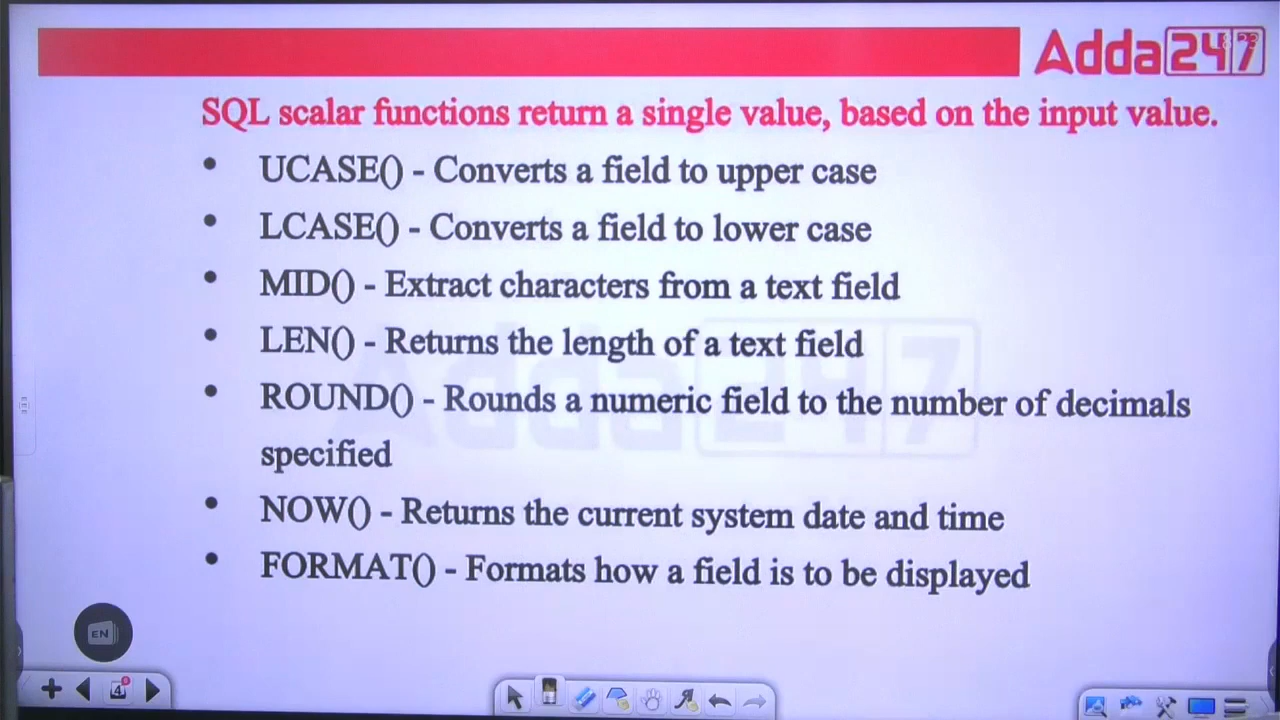 Adda247
SQL scalar functions return a single value, based on the input value.
• UCASE() - Converts a field to upper case
• LCASE() - Converts a field to lower case
• MID() - Extract characters from a text field
• LEN() - Returns the length of a text field
• ROUND() - Rounds a numeric field to the number of decimals
specified
• NOW() - Returns the current system date and time
• FORMAT() - Formats how a field is to be displayed
Adda247
EN
4